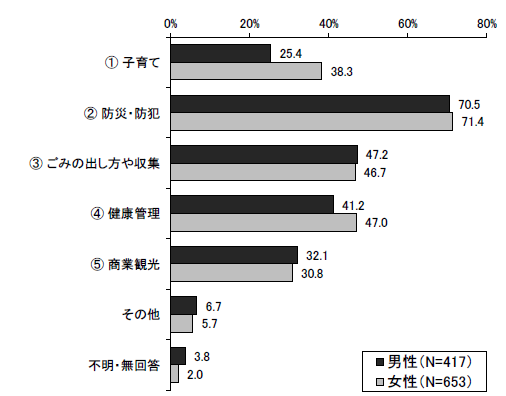 0% 20% 40% 60% 80%
① 子育て 25.4
38.3
② 防災・防犯 70.5
71.4
③ ごみの出し方や収集 47.2
46.7
④ 健康管理 41.2
47.0
⑤ 商業観光 32.1
30.8
その他 6.7
5.7
不明・無回答 3.8
2.0
男性(N=417)
女性(N=653)